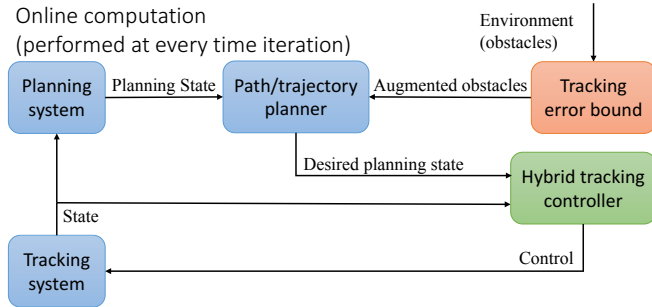 Online computation
(performed at every time iteration)
Environment
(obstacles)
Planning
system
Planning State
Path/trajectory
planner
Augmented obstacles
Tracking
error bound
Desired planning state
Hybrid tracking
controller
State
Tracking
system
Control